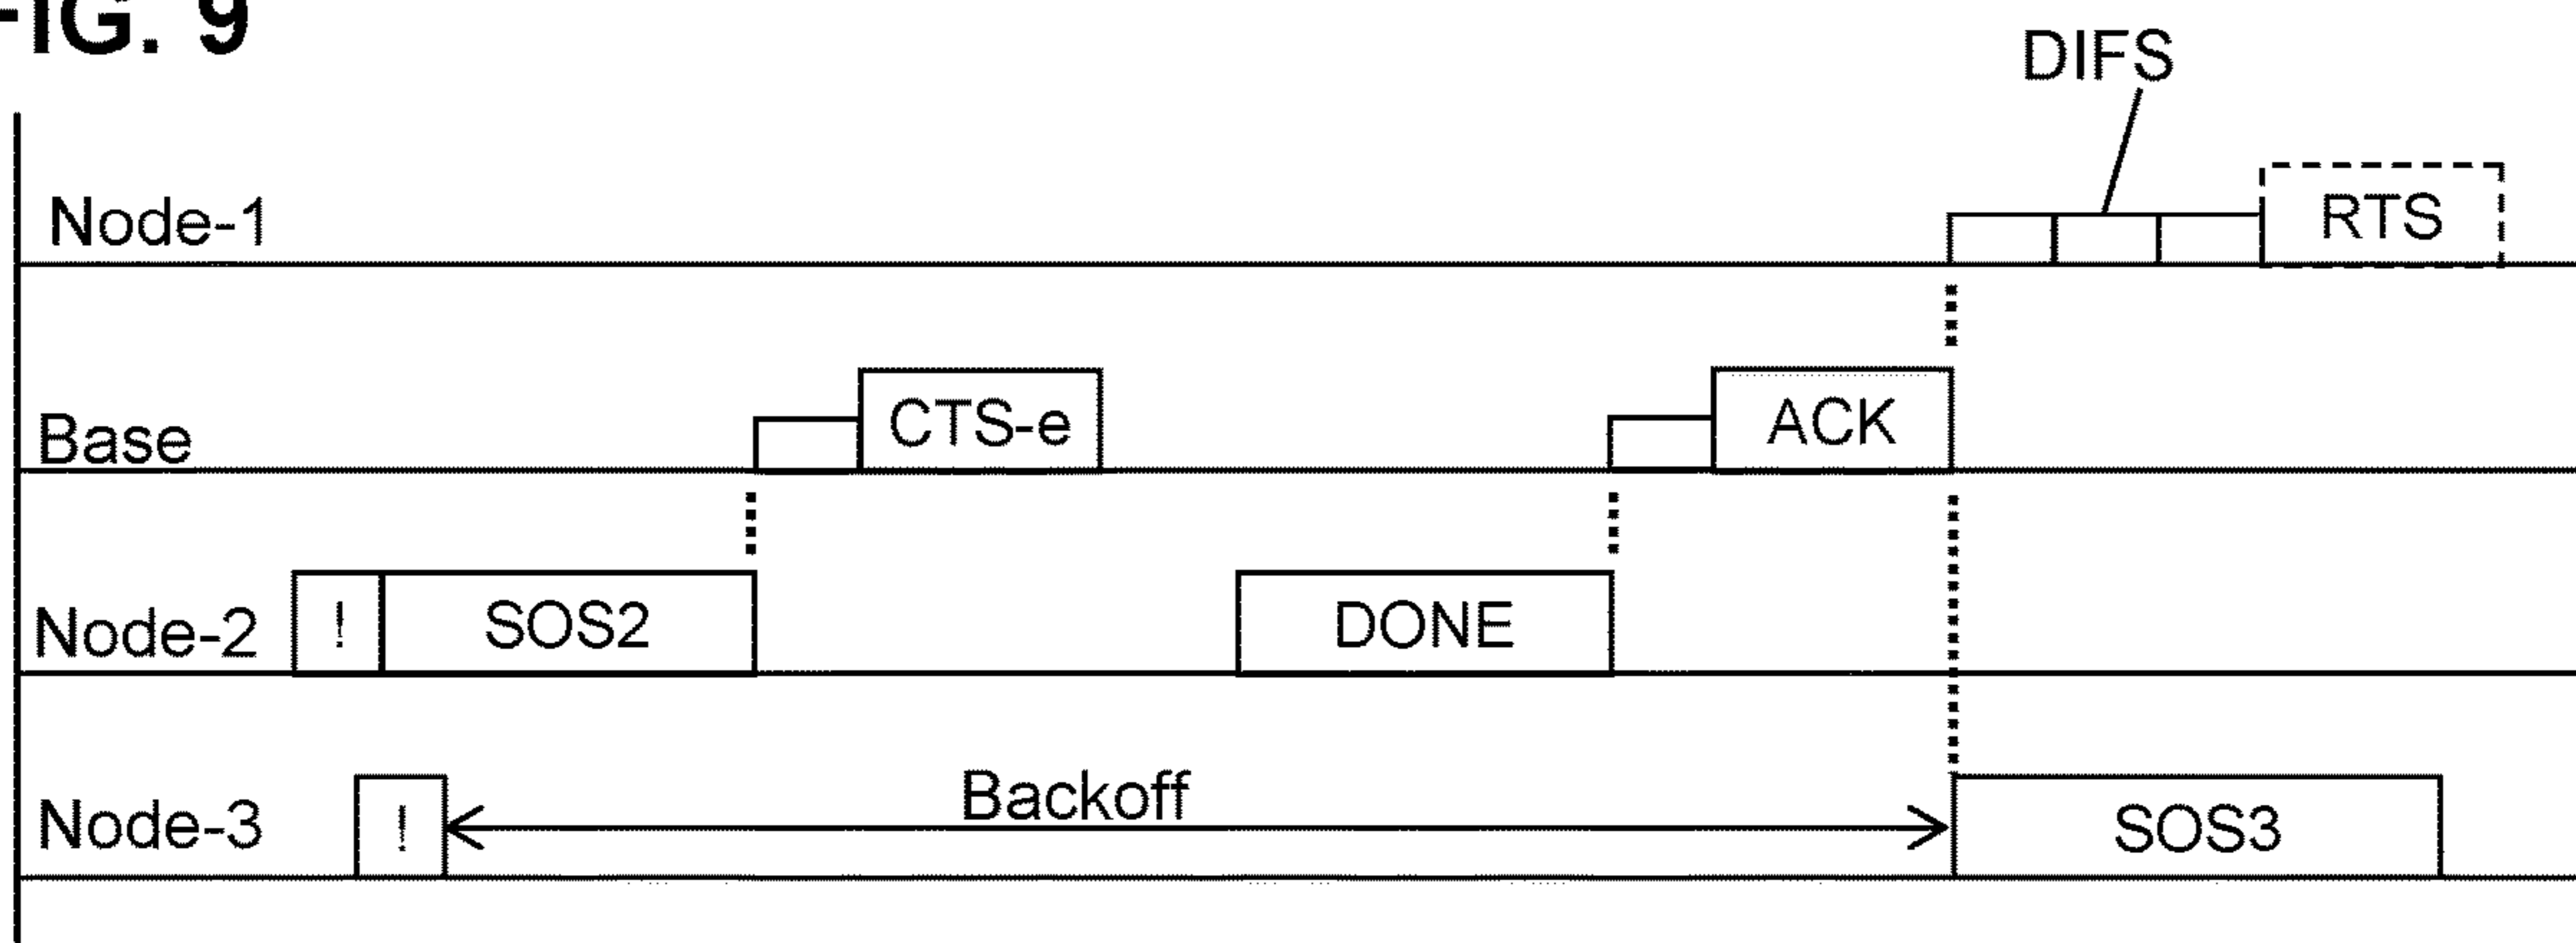 FIG. 9
DIFS
Node-1
RTS
Base
CTS-e
ACK
Node-2
!
SOS2
DONE
Node-3
!
Backoff
SOS3